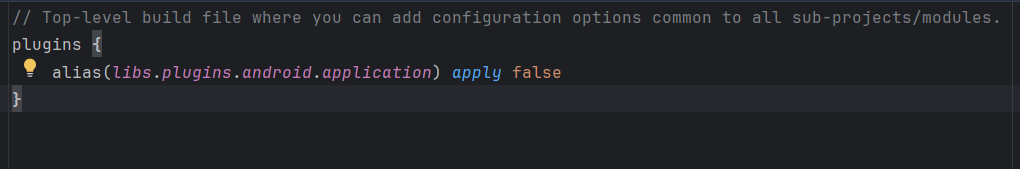 // Top-level build file where you can add configuration options common to all sub-projects/modules.
plugins {
alias(libs.plugins.android.application) apply false
}